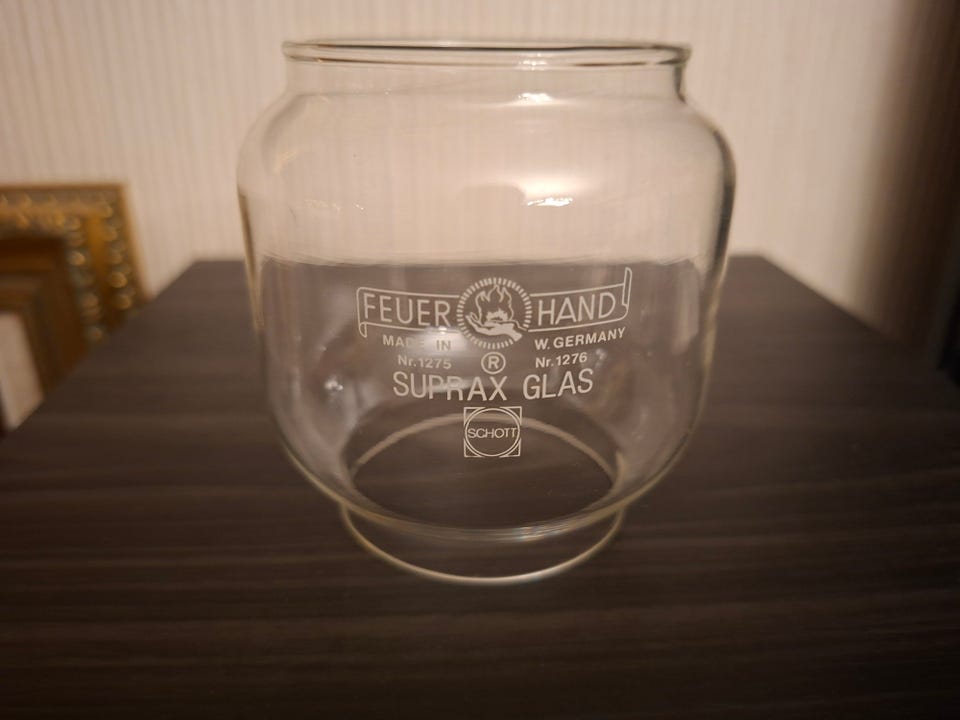 FEUER HAND
MADE IN W. GERMANY
Nr.1275 ® Nr.1276
SUPRAX GLAS
SCHOTT